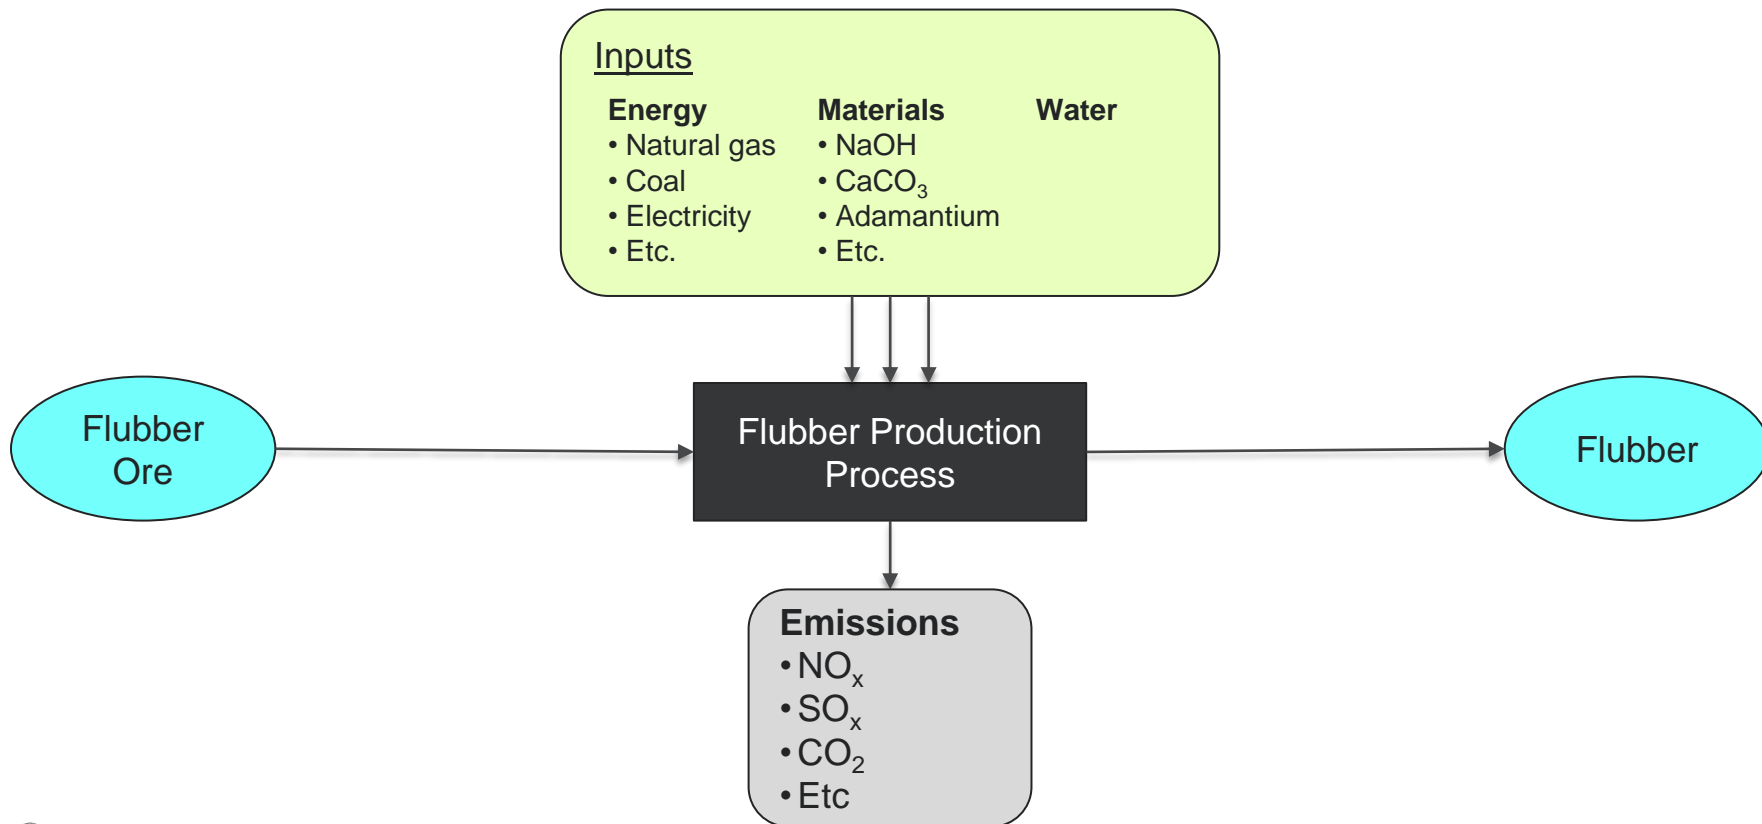 Inputs
Energy
• Natural gas
• Coal
• Electricity
• Etc.
Materials
• NaOH
• CaCO₃
• Adamantium
• Etc.
Water
Flubber
Ore
Flubber Production
Process
Flubber
Emissions
• NOₓ
• SOₓ
• CO₂
• Etc